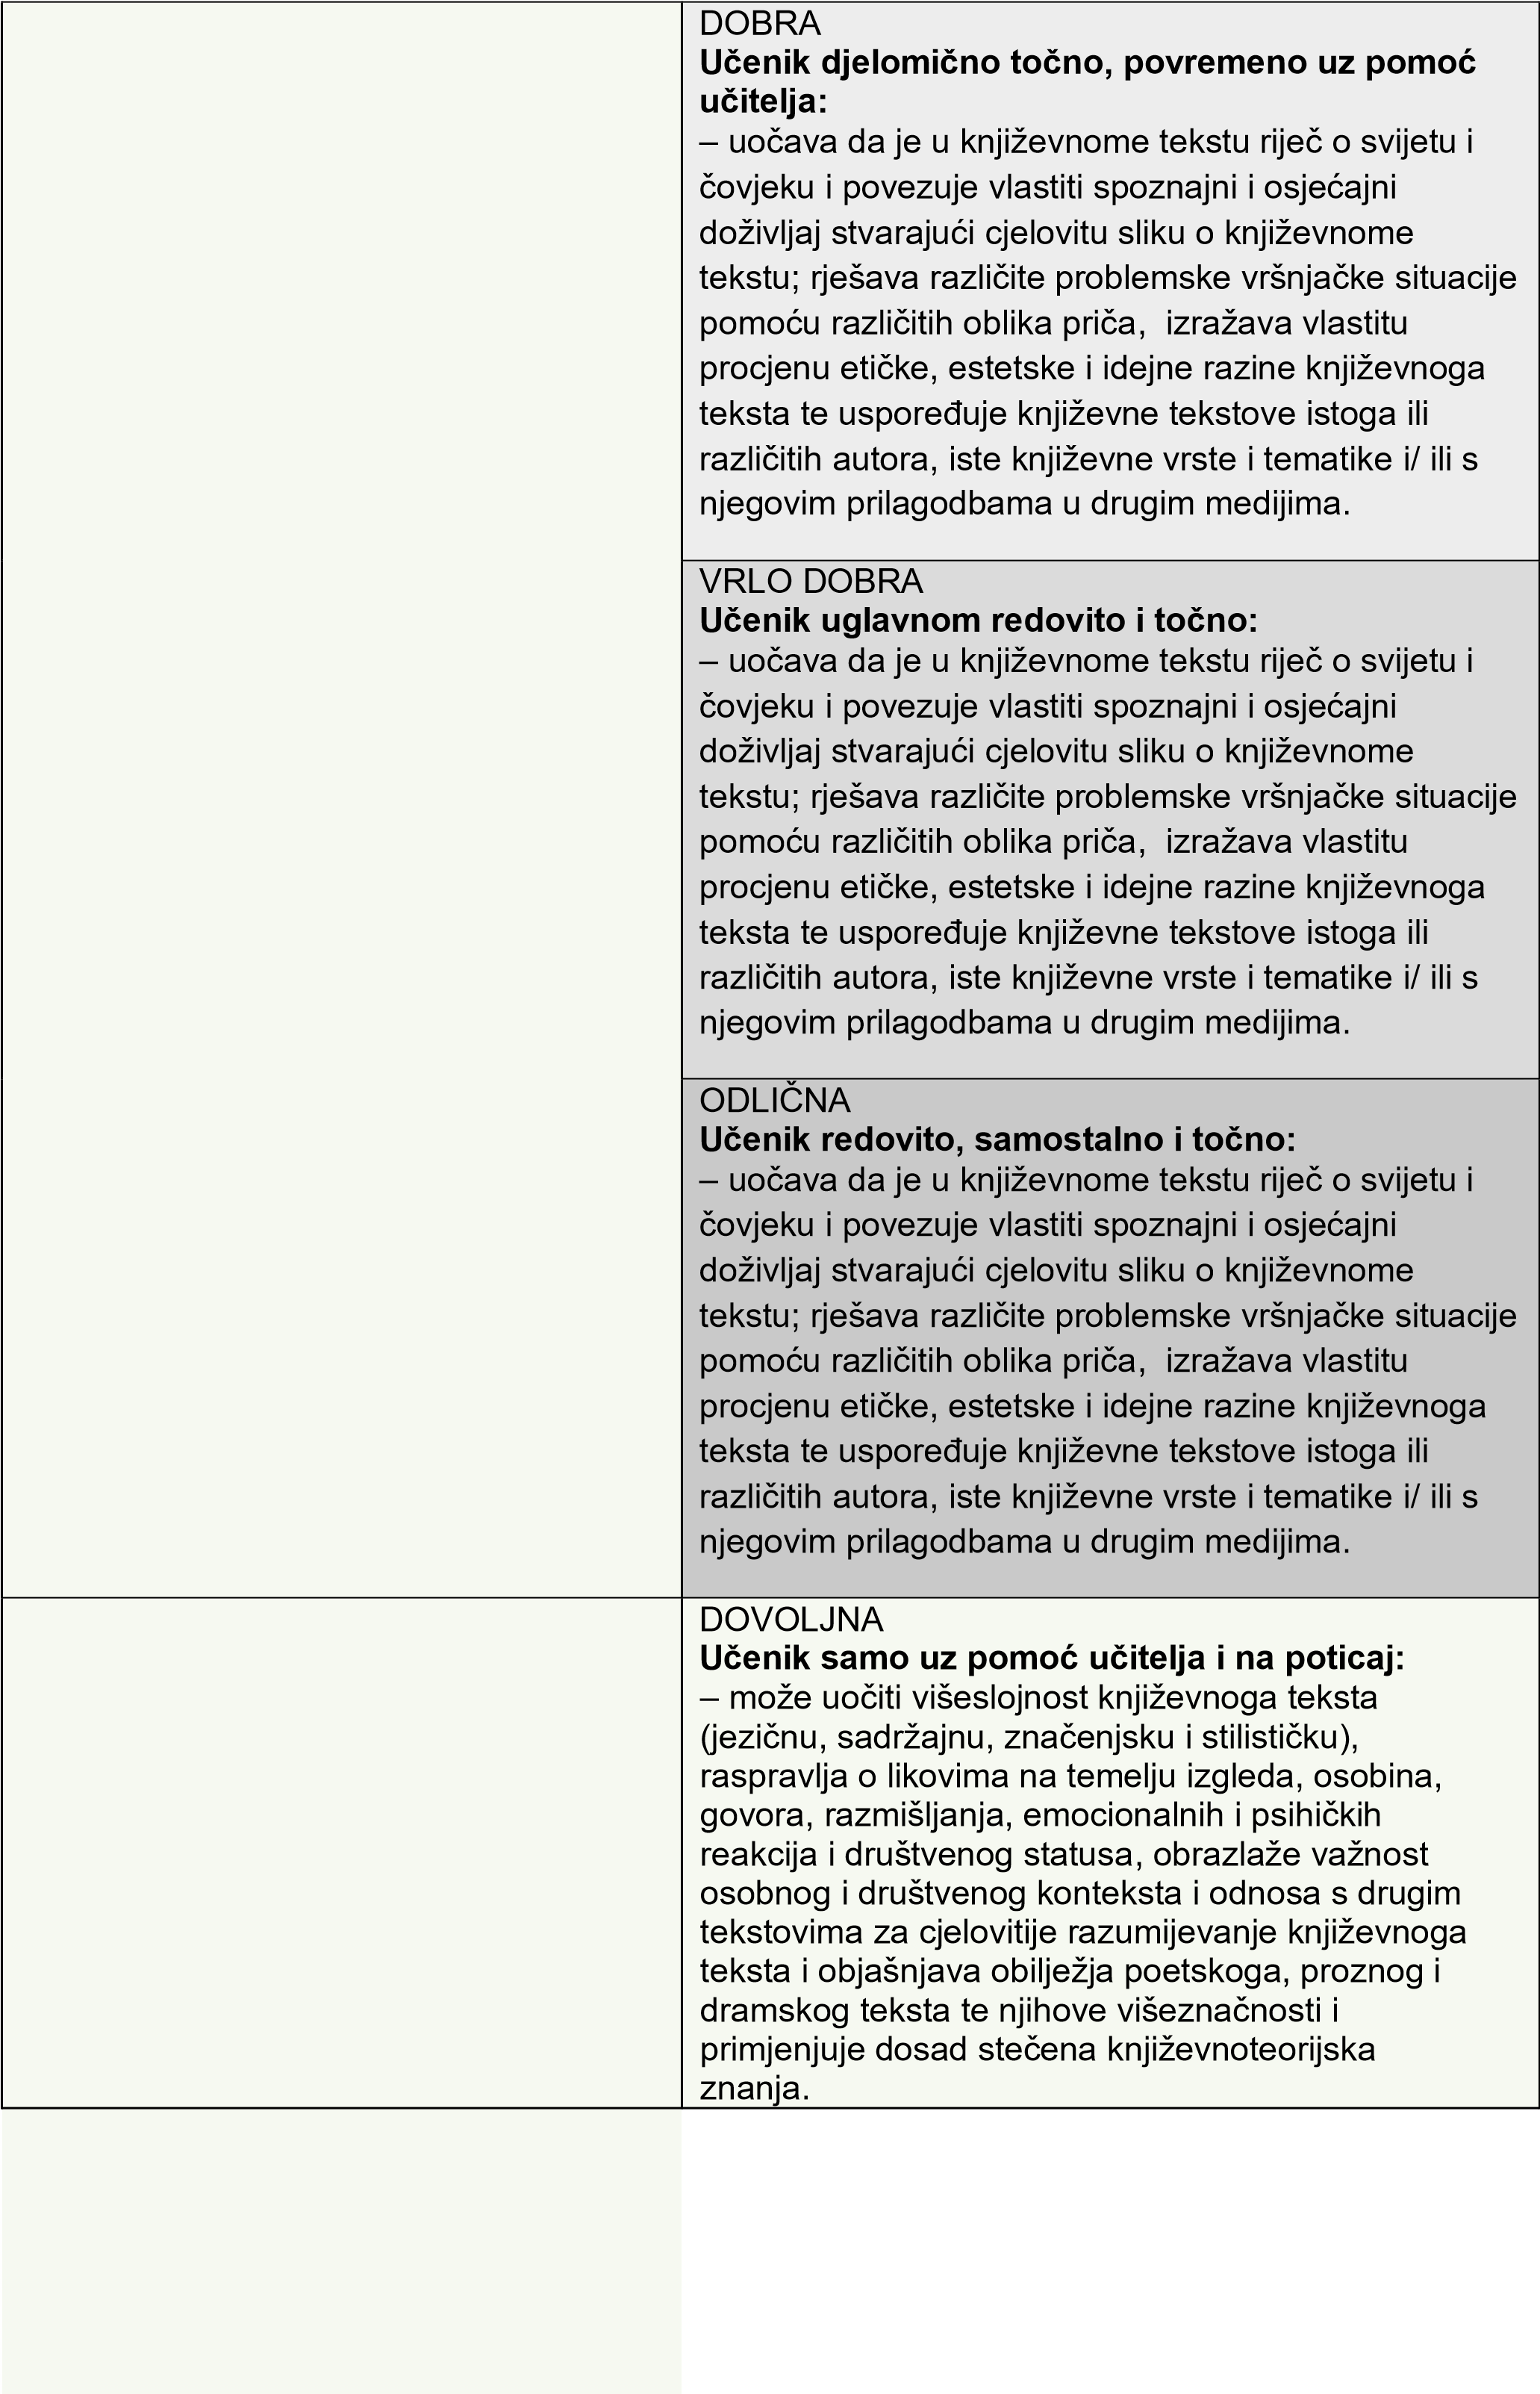 DOBRA
Učenik djelomično točno, povremeno uz pomoć
učitelja:
– uočava da je u književnome tekstu riječ o svijetu i
čovjeku i povezuje vlastiti spoznajni i osjećajni
doživljaj stvarajući cjelovitu sliku o književnome
tekstu; rješava različite problemske vršnjačke situacije
pomoću različitih oblika priča,  izražava vlastitu
procjenu etičke, estetske i idejne razine književnoga
teksta te uspoređuje književne tekstove istoga ili
različitih autora, iste književne vrste i tematike i/ ili s
njegovim prilagodbama u drugim medijima.
VRLO DOBRA
Učenik uglavnom redovito i točno:
– uočava da je u književnome tekstu riječ o svijetu i
čovjeku i povezuje vlastiti spoznajni i osjećajni
doživljaj stvarajući cjelovitu sliku o književnome
tekstu; rješava različite problemske vršnjačke situacije
pomoću različitih oblika priča,  izražava vlastitu
procjenu etičke, estetske i idejne razine književnoga
teksta te uspoređuje književne tekstove istoga ili
različitih autora, iste književne vrste i tematike i/ ili s
njegovim prilagodbama u drugim medijima.
ODLIČNA
Učenik redovito, samostalno i točno:
– uočava da je u književnome tekstu riječ o svijetu i
čovjeku i povezuje vlastiti spoznajni i osjećajni
doživljaj stvarajući cjelovitu sliku o književnome
tekstu; rješava različite problemske vršnjačke situacije
pomoću različitih oblika priča,  izražava vlastitu
procjenu etičke, estetske i idejne razine književnoga
teksta te uspoređuje književne tekstove istoga ili
različitih autora, iste književne vrste i tematike i/ ili s
njegovim prilagodbama u drugim medijima.
DOVOLJNA
Učenik samo uz pomoć učitelja i na poticaj:
– može uočiti višeslojnost književnoga teksta
(jezičnu, sadržajnu, značenjsku i stilističku),
raspravlja o likovima na temelju izgleda, osobina,
govora, razmišljanja, emocionalnih i psihičkih
reakcija i društvenog statusa, obrazlaže važnost
osobnog i društvenog konteksta i odnosa s drugim
tekstovima za cjelovitije razumijevanje književnoga
teksta i objašnjava obilježja poetskoga, proznog i
dramskog teksta te njihove višeznačnosti i
primjenjuje dosad stečena književnoteorijska
znanja.